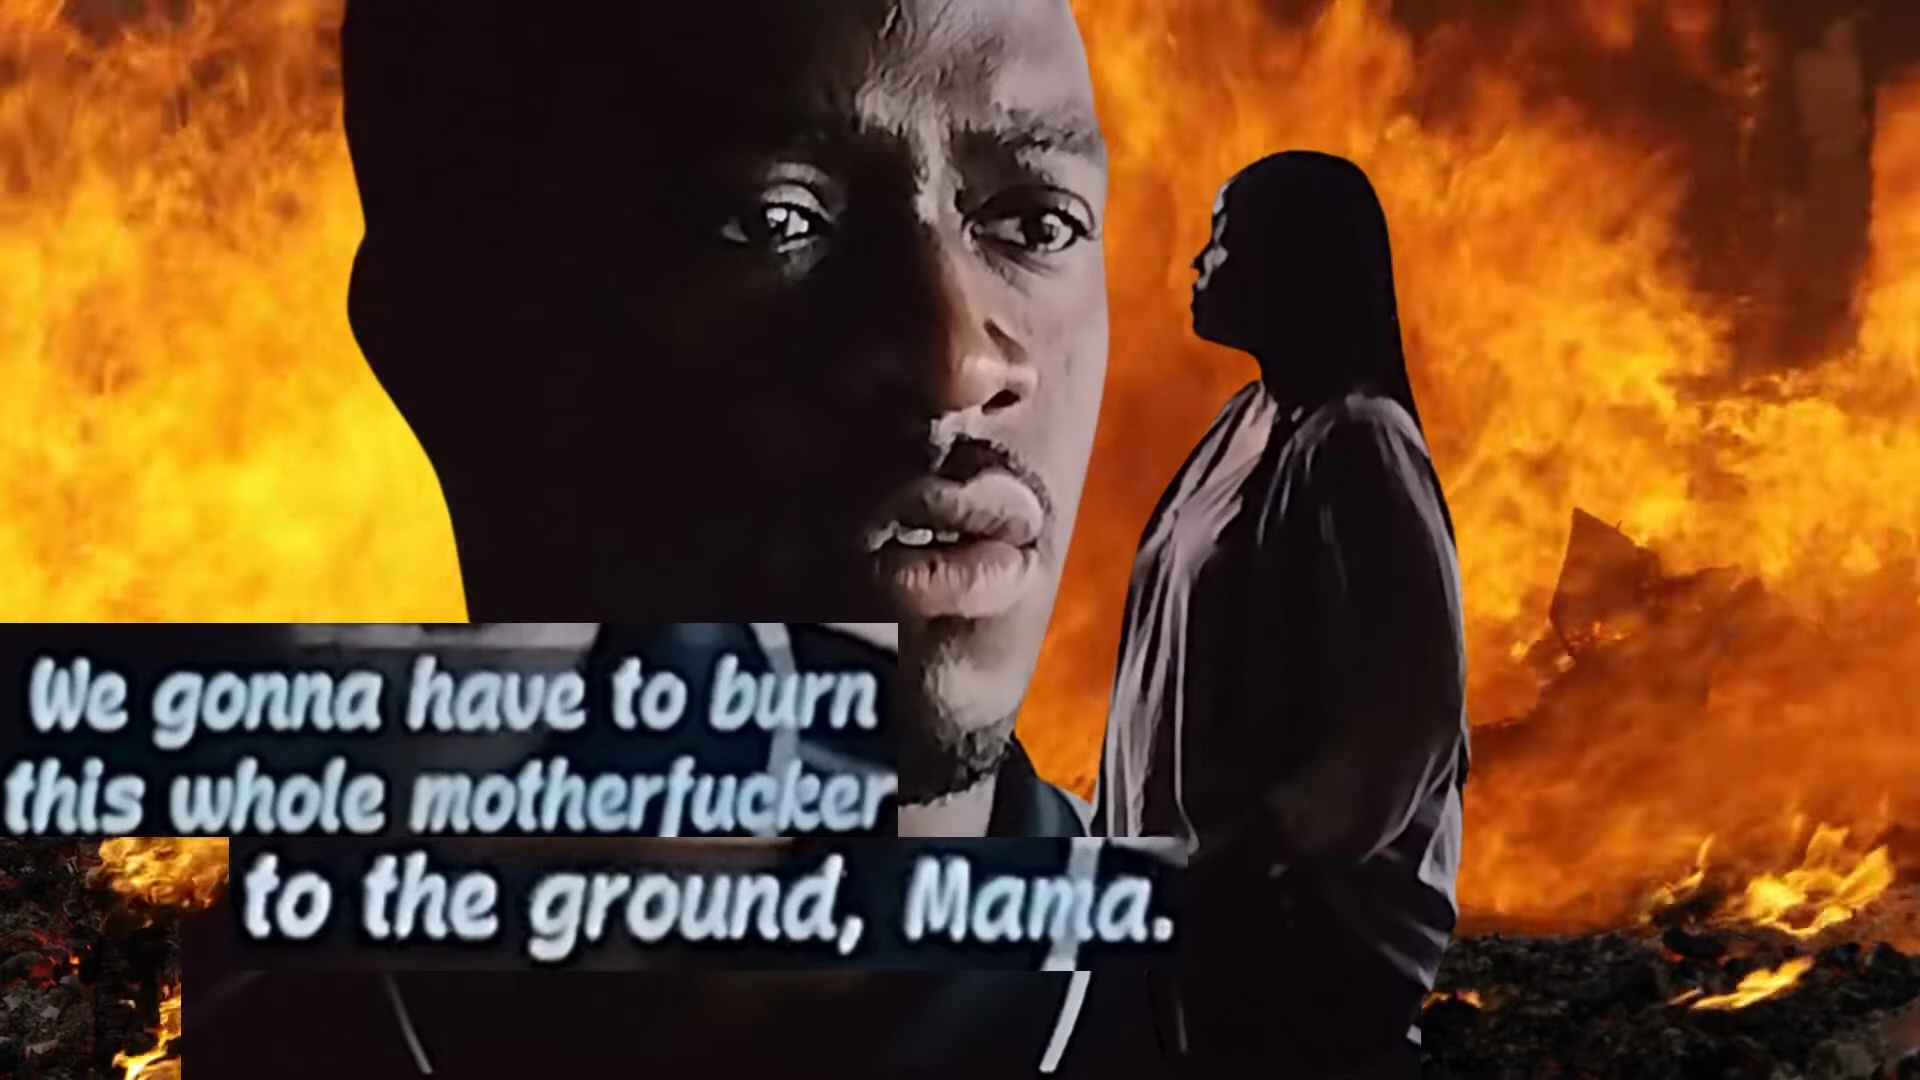 We gonna have to burn
this whole motherfucker
to the ground, Mama.